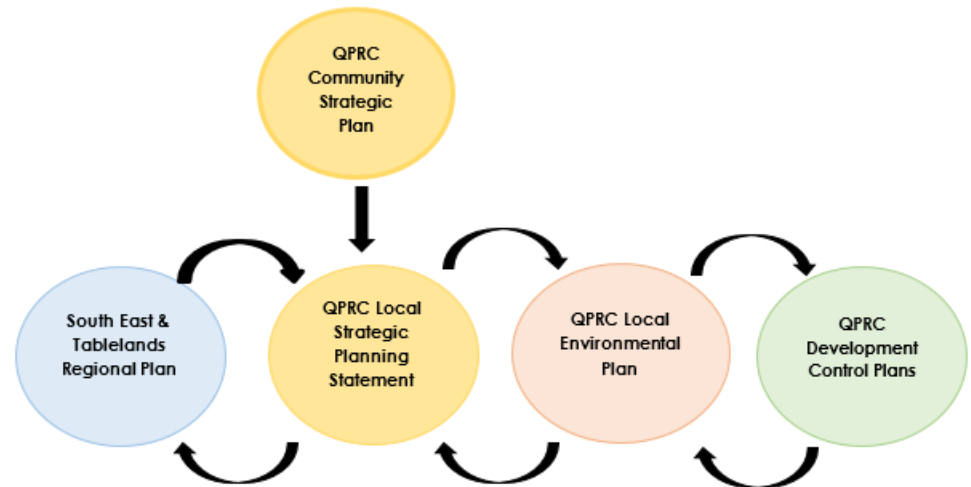 QPRC
Community
Strategic
Plan
South East &
Tablelands
Regional Plan
QPRC Local
Strategic
Planning
Statement
QPRC Local
Environmental
Plan
QPRC
Development
Control Plans